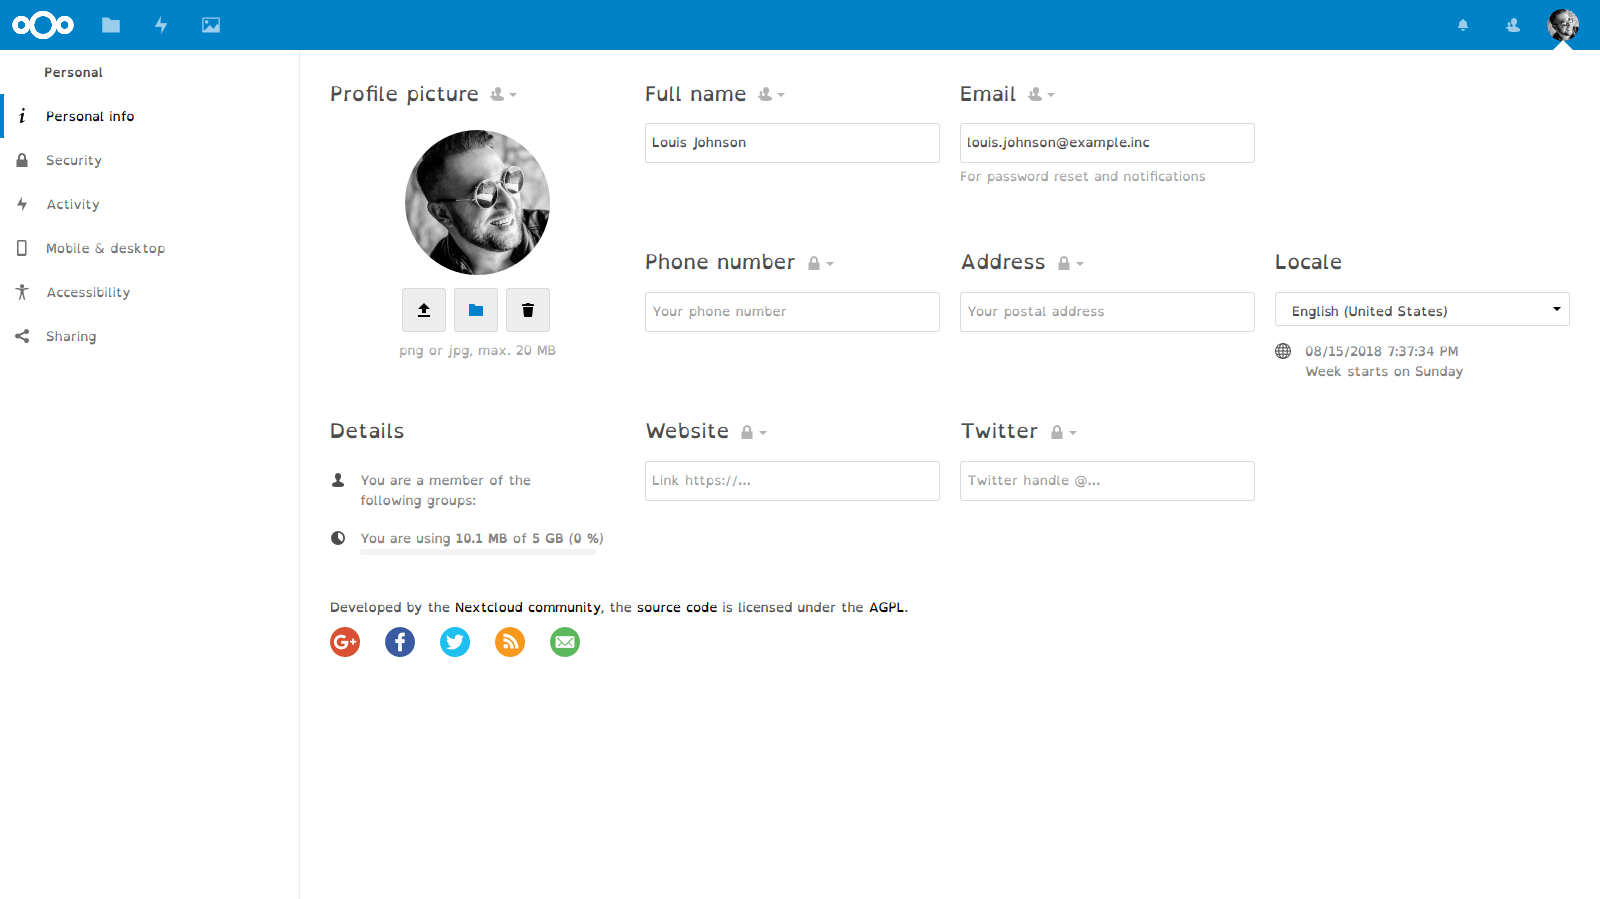 Personal
Personal info
Security
Activity
Mobile & desktop
Accessibility
Sharing
Profile picture
png or jpg, max. 20 MB
Full name
Louis Johnson
Email
louis.johnson@example.inc
For password reset and notifications
Phone number
Your phone number
Address
Your postal address
Locale
English (United States)
08/15/2018 7:37:34 PM
Week starts on Sunday
Details
You are a member of the
following groups:
You are using 10.1 MB of 5 GB (0 %)
Website
Link https://...
Twitter
Twitter handle @...
Developed by the Nextcloud community, the source code is licensed under the AGPL.
G+